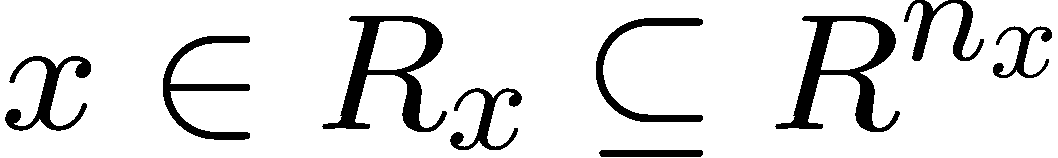 x ∈ R_x ⊆ R^{n_x}